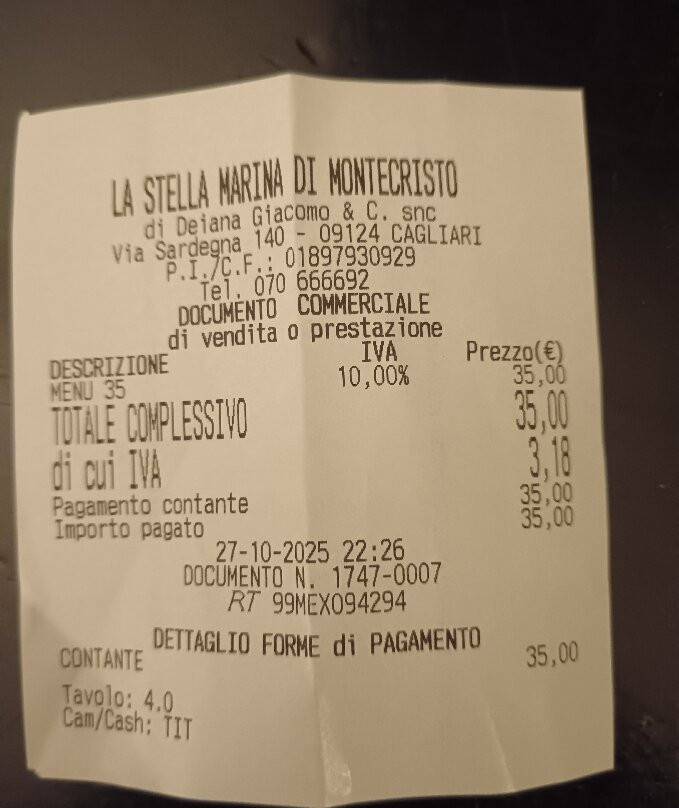 LA STELLA MARINA DI MONTECRISTO
di Deiana Giacomo & C. snc
Via Sardegna 140 - 09124 CAGLIARI
P.I./C.F.: 01897930929
Tel. 070 666692
DOCUMENTO COMMERCIALE
di vendita o prestazione
DESCRIZIONE IVA Prezzo(€)
MENU 35 10,00% 35,00
TOTALE COMPLESSIVO 35,00
di cui IVA 3,18
Pagamento contante 35,00
Importo pagato 35,00
27-10-2025 22:26
DOCUMENTO N. 1747-0007
RT 99MEX094294
DETTAGLIO FORME di PAGAMENTO
CONTANTE 35,00
Tavolo: 4.0
Cam/Cash: TIT